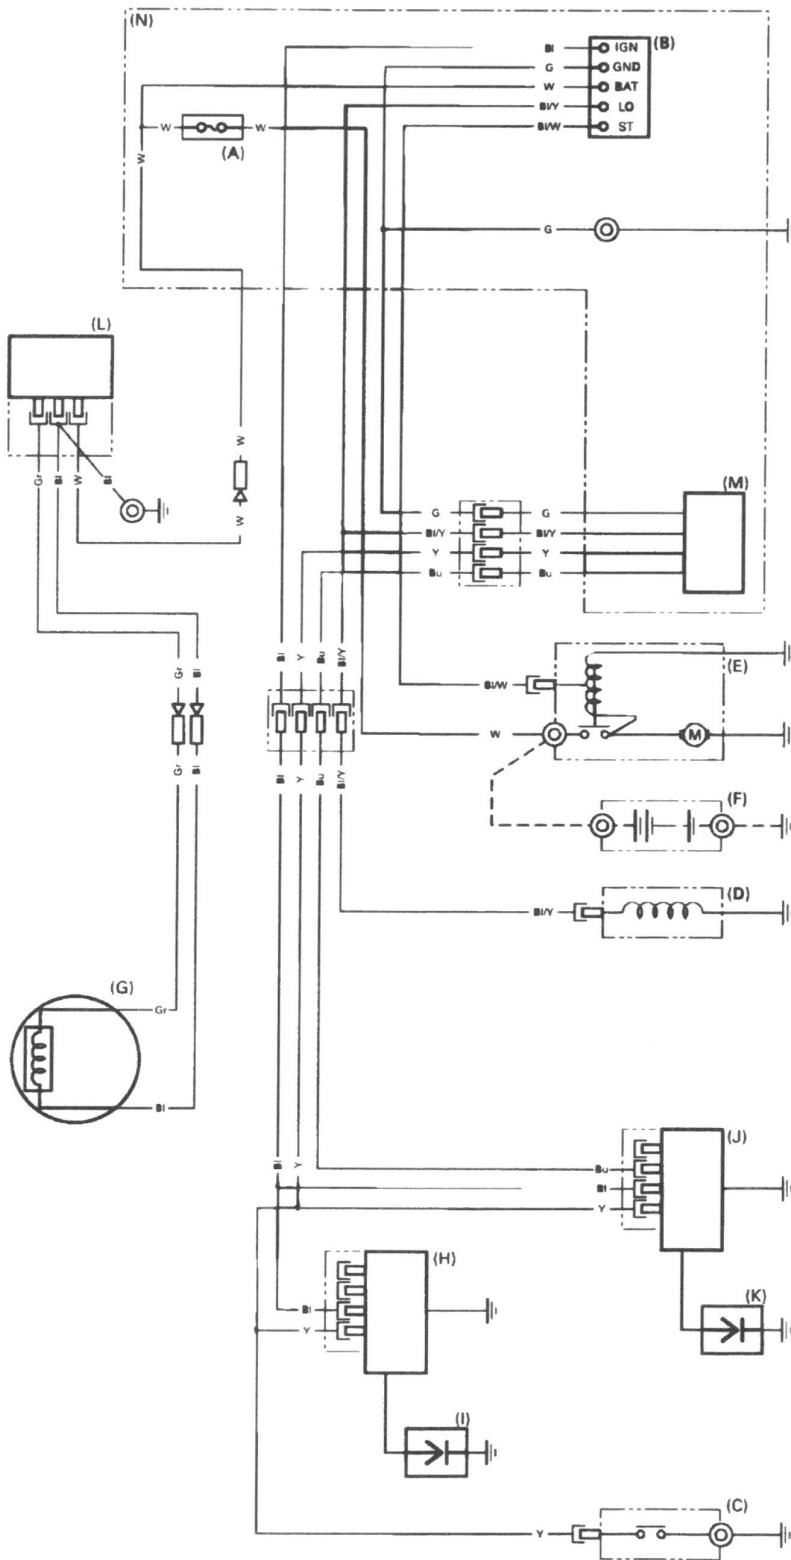 (N)
Bl IGN (B)
G GND
W BAT
Bl/Y LO
W W Bl/W ST
(A)
W
G
(L)
W
Gr Bl W Bl
W
(M)
G G
Bl/Y Bl/Y
Y Y
Bu Bu
Bl Y Bu Bl/Y
Gr Bl
Bl/W (E)
W M
Gr Bl
Bl Y Bu Bl/Y
(F)
(D)
Bl/Y
(G)
Gr
Bl
(J)
Bl Y
Bu
Bl
Y
(H)
Bl
Y
(K)
(I)
(C)
Y